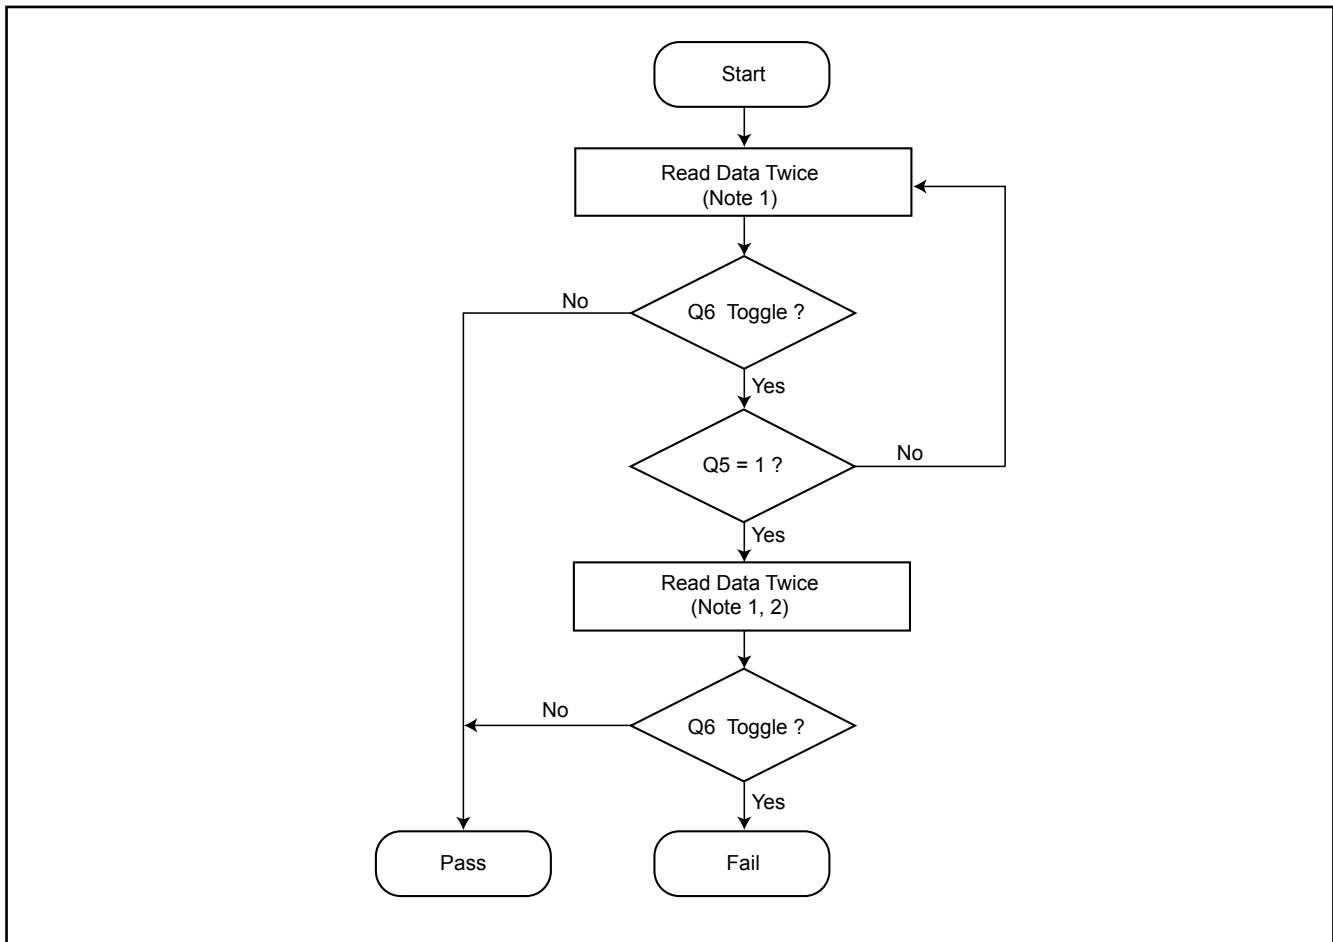 Start
Read Data Twice
(Note 1)
No
Q6 Toggle ?
Yes
Q5 = 1 ?
No
Yes
Read Data Twice
(Note 1, 2)
No
Q6 Toggle ?
Yes
Pass
Fail